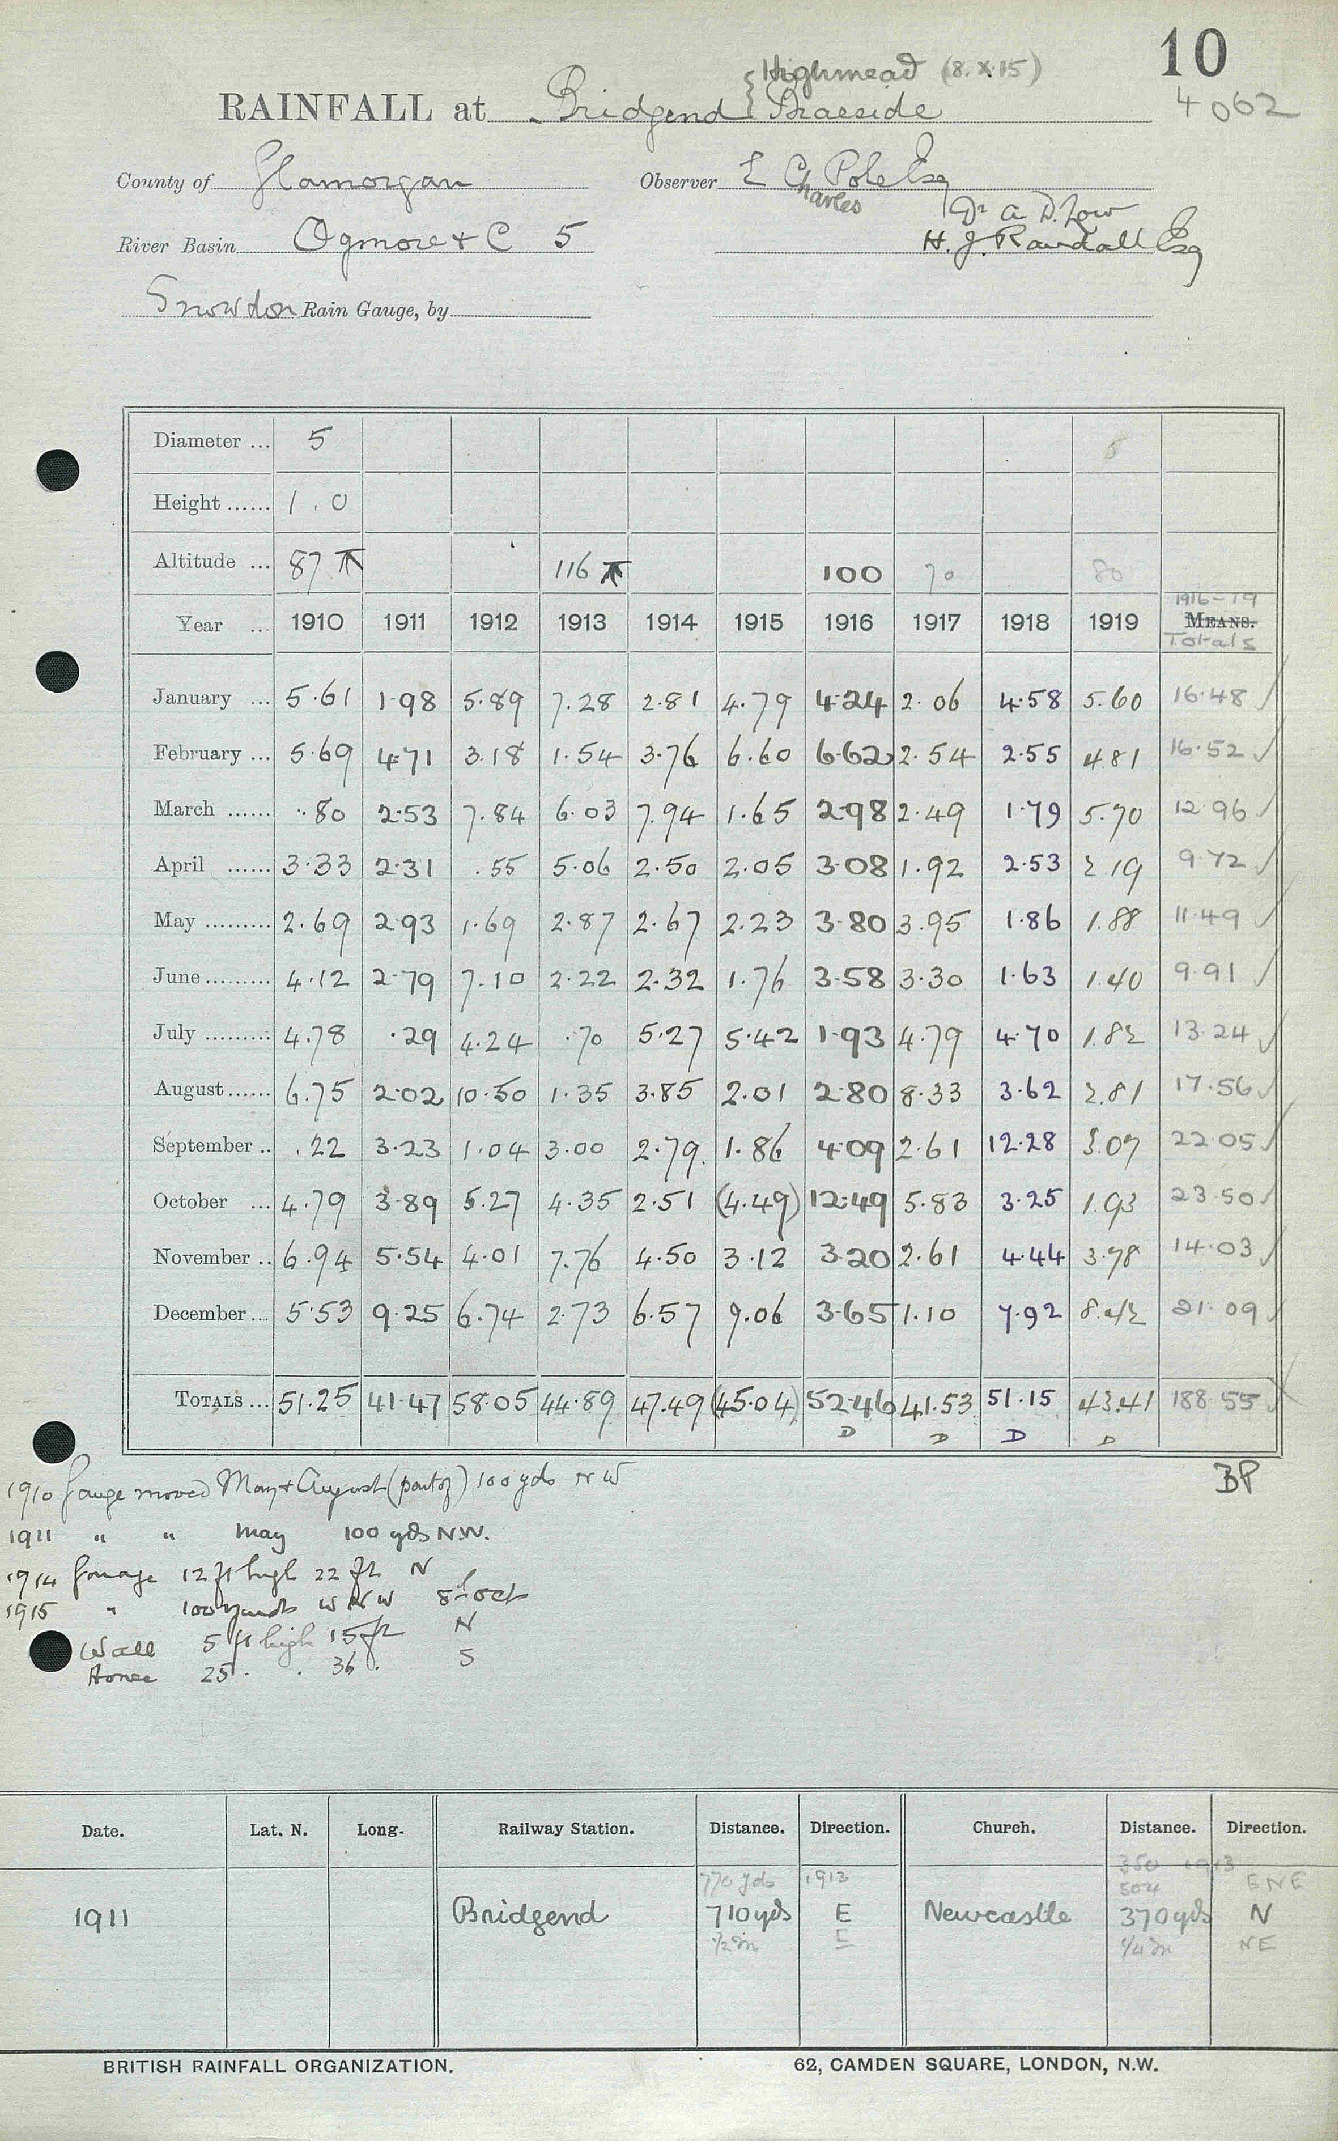 10
4062
Highmead (8.X.15)
RAINFALL at Bridgend { Braeside
County of Glamorgan Observer E C Pole Esq
Charles
Dr A D. Low
River Basin Ogmore & C 5 H. J. Randall Esq
Snowdon Rain Gauge, by
Diameter ... 5 5
Height ...... 1.0
Altitude ... 87 116 100 70 80
1916-19
Year ... 1910 1911 1912 1913 1914 1915 1916 1917 1918 1919 MEANS.
Totals
January ... 5.61 1.98 5.89 7.28 2.81 4.79 4.24 2.06 4.58 5.60 16.48
February ... 5.69 4.71 3.18 1.54 3.76 6.60 6.62 2.54 2.55 4.81 16.52
March ...... .80 2.53 7.84 6.03 7.94 1.65 2.98 2.49 1.79 5.70 12.96
April ...... 3.33 2.31 .55 5.06 2.50 2.05 3.08 1.92 2.53 2.19 9.72
May ......... 2.69 2.93 1.69 2.87 2.67 2.23 3.80 3.95 1.86 1.88 11.49
June ......... 4.12 2.79 7.10 2.22 2.32 1.76 3.58 3.30 1.63 1.40 9.91
July ......... 4.78 .29 4.24 .70 5.27 5.42 1.93 4.79 4.70 1.82 13.24
August ...... 6.75 2.02 10.50 1.35 3.85 2.01 2.80 8.33 3.62 2.81 17.56
September .. .22 3.23 1.04 3.00 2.79 1.86 4.09 2.61 12.28 3.07 22.05
October ... 4.79 3.89 5.27 4.35 2.51 (4.49) 12.49 5.83 3.25 1.93 23.50
November .. 6.94 5.54 4.01 7.76 4.50 3.12 3.20 2.61 4.44 3.78 14.03
December ... 5.53 9.25 6.74 2.73 6.57 9.06 3.65 1.10 7.92 8.42 21.09
TOTALS ... 51.25 41.47 58.05 44.89 47.49 (45.04) 52.46 41.53 51.15 43.41 188.55
D D D D
BP
1910 Gauge moved May & August (part of) 100 yds NW
1911 " " May 100 yds N.W.
1914 12 ft high 22 ft N
1915 " 100 yards WNW 8th Oct
Wall 5 ft high 15 ft N
House 25 . . 36 . S
Date. Lat. N. Long. Railway Station. Distance. Direction. Church. Distance. Direction.
770 yds 1913 350 1913 ENE
504
1911 Bridgend 710 yds E Newcastle 370 yds N
1/2 m E 1/4 m NE
BRITISH RAINFALL ORGANIZATION. 62, CAMDEN SQUARE, LONDON, N.W.